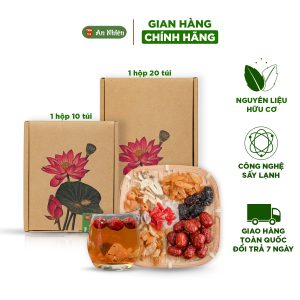 An Nhiên
GIAN HÀNG
CHÍNH HÃNG
1 hộp 20 túi
1 hộp 10 túi
NGUYÊN LIỆU
HỮU CƠ
CÔNG NGHỆ
SẤY LẠNH
GIAO HÀNG
TOÀN QUỐC
ĐỔI TRẢ 7 NGÀY